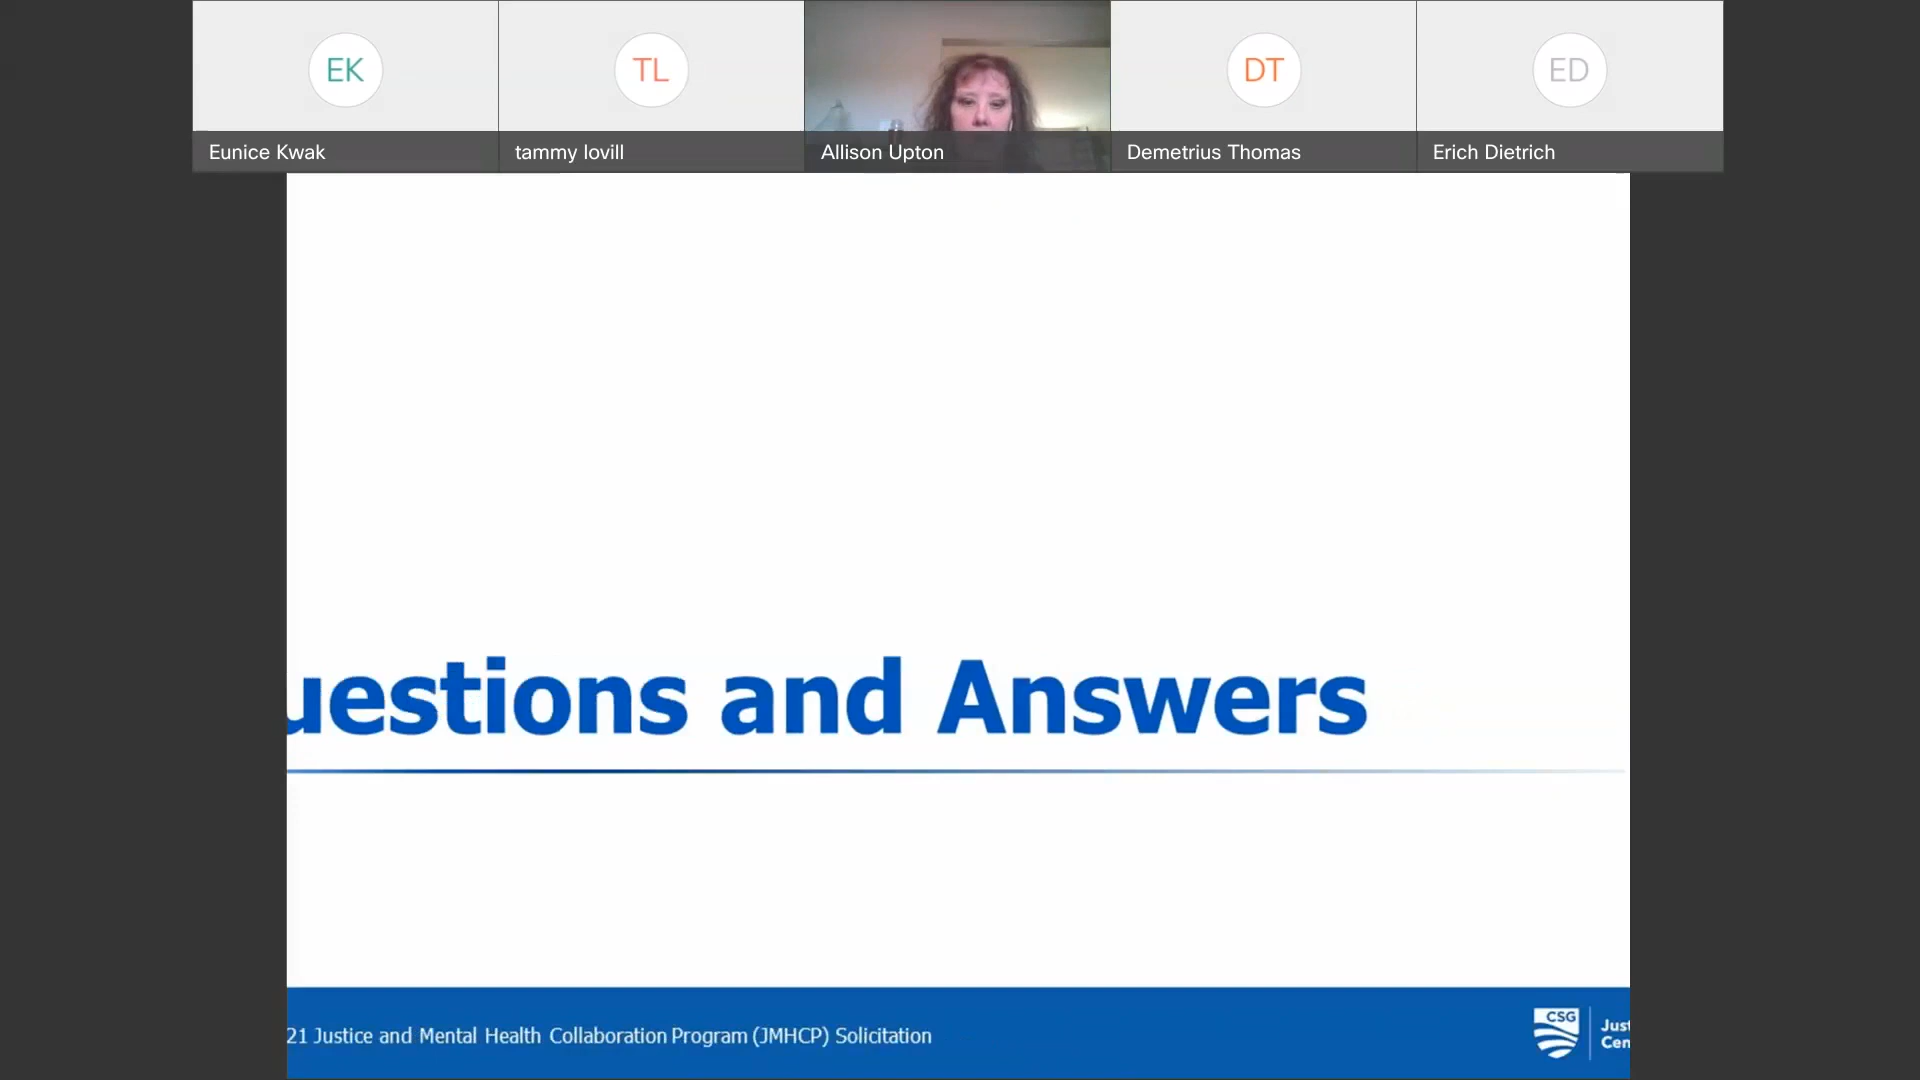 EK
TL
DT
ED
Eunice Kwak
tammy lovill
Allison Upton
Demetrius Thomas
Erich Dietrich
uestions and Answers
21 Justice and Mental Health Collaboration Program (JMHCP) Solicitation
CSG
Just
Cen